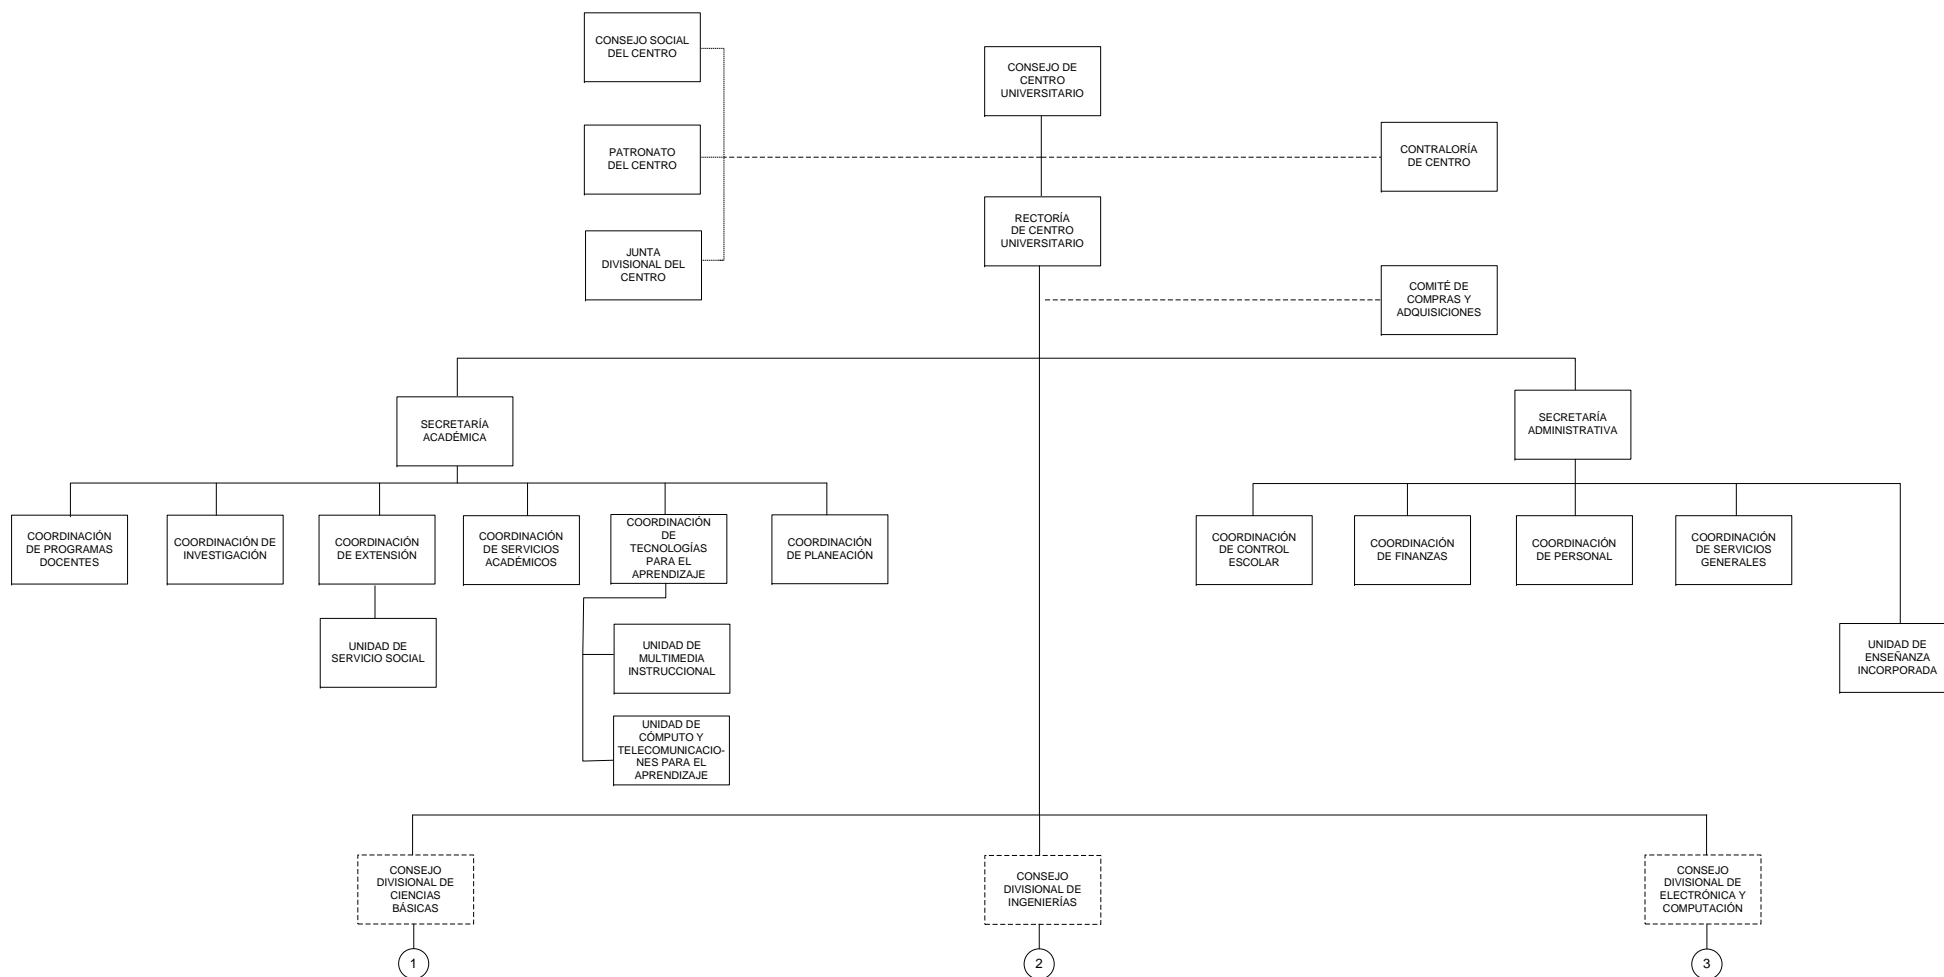 CONSEJO SOCIAL
DEL CENTRO
CONSEJO DE
CENTRO
UNIVERSITARIO
PATRONATO
DEL CENTRO
CONTRALORÍA
DE CENTRO
RECTORÍA
DE CENTRO
UNIVERSITARIO
JUNTA
DIVISIONAL DEL
CENTRO
COMITÉ DE
COMPRAS Y
ADQUISICIONES
SECRETARÍA
ACADÉMICA
SECRETARÍA
ADMINISTRATIVA
COORDINACIÓN
DE PROGRAMAS
DOCENTES
COORDINACIÓN DE
INVESTIGACIÓN
COORDINACIÓN
DE EXTENSIÓN
COORDINACIÓN
DE SERVICIOS
ACADÉMICOS
COORDINACIÓN
DE
TECNOLOGÍAS
PARA EL
APRENDIZAJE
COORDINACIÓN
DE PLANEACIÓN
COORDINACIÓN
DE CONTROL
ESCOLAR
COORDINACIÓN
DE FINANZAS
COORDINACIÓN
DE PERSONAL
COORDINACIÓN
DE SERVICIOS
GENERALES
UNIDAD DE
SERVICIO SOCIAL
UNIDAD DE
MULTIMEDIA
INSTRUCCIONAL
UNIDAD DE
ENSEÑANZA
INCORPORADA
UNIDAD DE
CÓMPUTO Y
TELECOMUNICACIO-
NES PARA EL
APRENDIZAJE
CONSEJO
DIVISIONAL DE
CIENCIAS
BÁSICAS
CONSEJO
DIVISIONAL DE
INGENIERÍAS
CONSEJO
DIVISIONAL DE
ELECTRÓNICA Y
COMPUTACIÓN
1
2
3